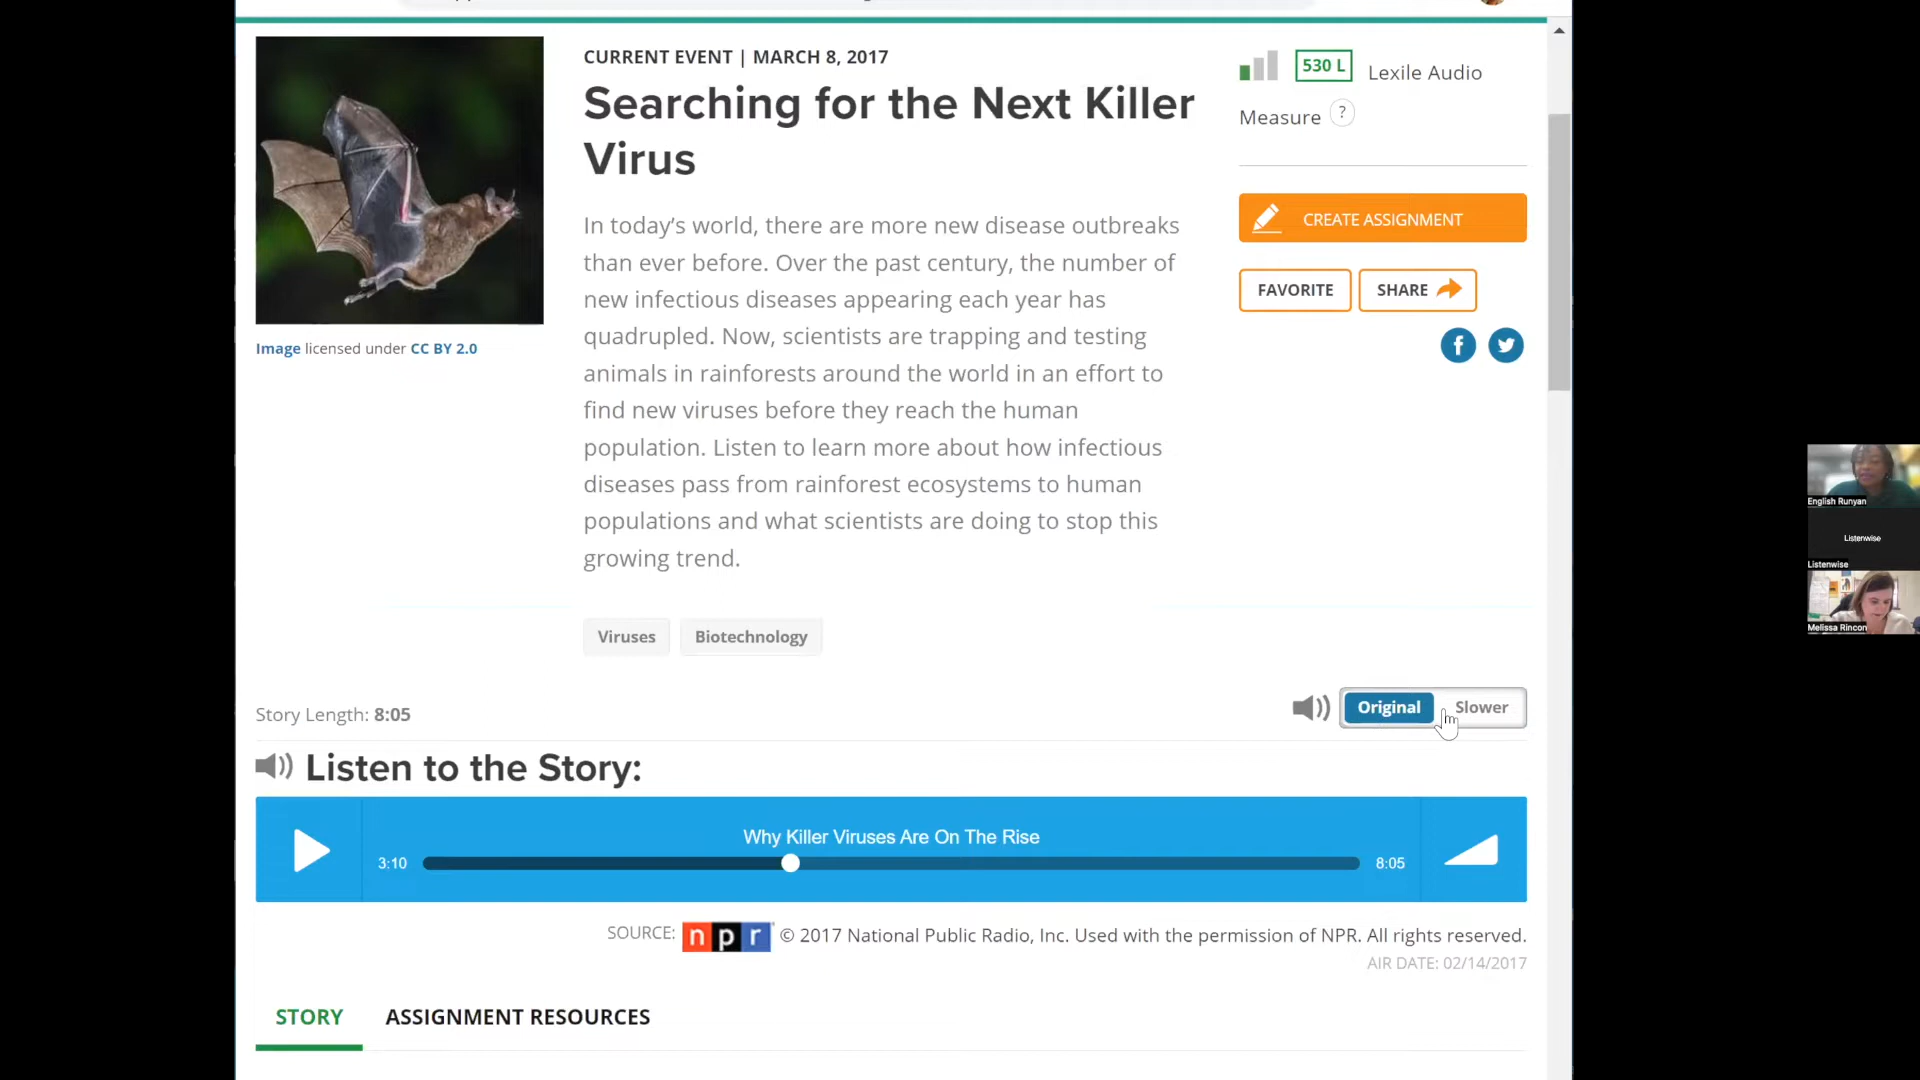 CURRENT EVENT | MARCH 8, 2017
Searching for the Next Killer
Virus
In today's world, there are more new disease outbreaks
than ever before. Over the past century, the number of
new infectious diseases appearing each year has
quadrupled. Now, scientists are trapping and testing
animals in rainforests around the world in an effort to
find new viruses before they reach the human
population. Listen to learn more about how infectious
diseases pass from rainforest ecosystems to human
populations and what scientists are doing to stop this
growing trend.
Image licensed under CC BY 2.0
530 L Lexile Audio
Measure ?
CREATE ASSIGNMENT
FAVORITE SHARE
Viruses Biotechnology
Story Length: 8:05
Original Slower
Listen to the Story:
Why Killer Viruses Are On The Rise
3:10 8:05
SOURCE: npr © 2017 National Public Radio, Inc. Used with the permission of NPR. All rights reserved.
AIR DATE: 02/14/2017
STORY ASSIGNMENT RESOURCES
English Runyan
Listenwise
Listenwise
Melissa Rincon